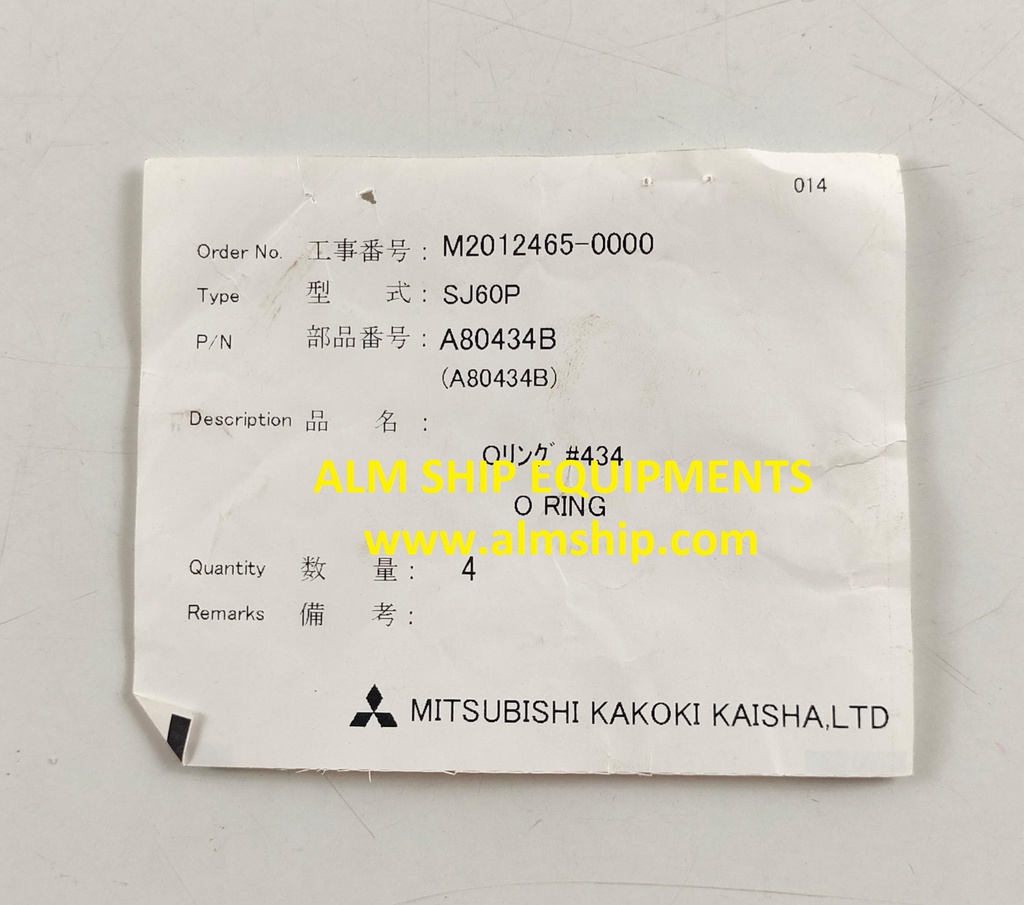 014
Order No. 工事番号 : M2012465-0000
Type 型 式 : SJ60P
P/N 部品番号 : A80434B
(A80434B)
Description 品 名 :
Oリング #434
ALM SHIP EQUIPMENTS
O RING
www.almship.com
Quantity 数 量 : 4
Remarks 備 考 :
MITSUBISHI KAKOKI KAISHA,LTD